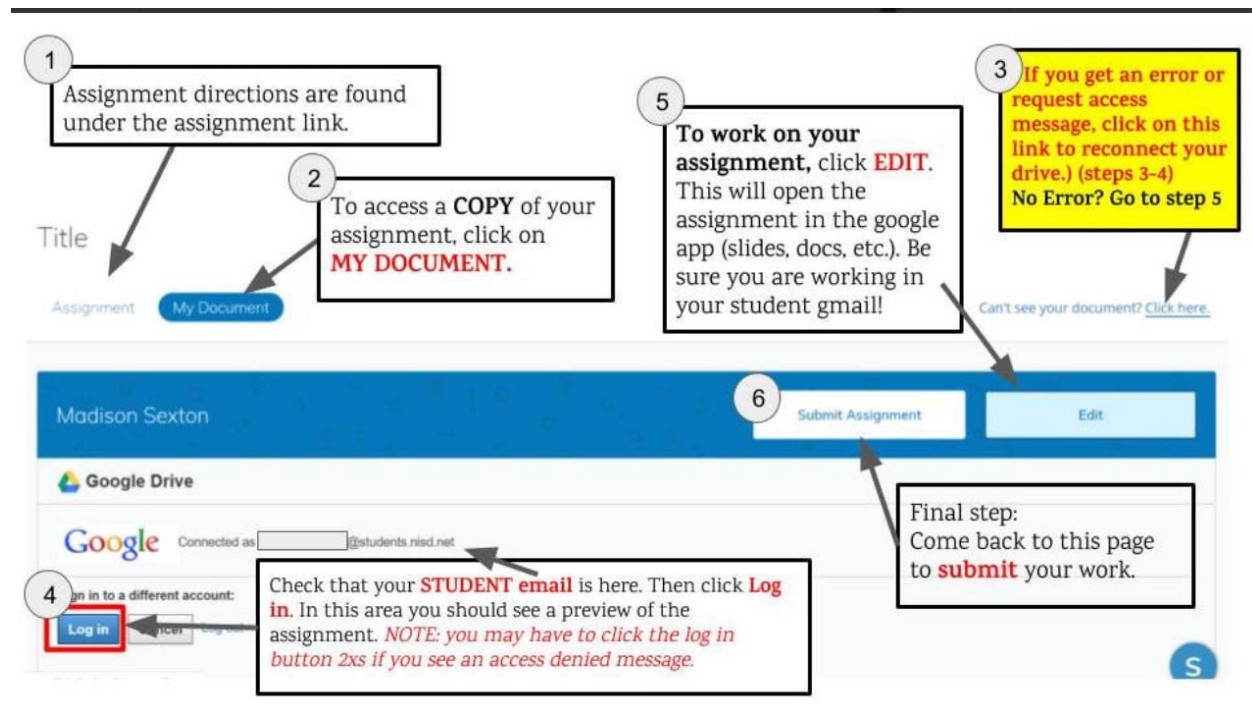 1
Assignment directions are found
under the assignment link.
2
To access a COPY of your
assignment, click on
MY DOCUMENT.
5
To work on your
assignment, click EDIT.
This will open the
assignment in the google
app (slides, docs, etc.). Be
sure you are working in
your student gmail!
3
If you get an error or
request access
message, click on this
link to reconnect your
drive.) (steps 3-4)
No Error? Go to step 5
Title
Assignment
My Document
Can't see your document? Click here.
Madison Sexton
6
Submit Assignment
Edit
Google Drive
Google Connected as @students.nisd.net
Final step:
Come back to this page
to submit your work.
4
gn in to a different account:
Log in
Cancel
Check that your STUDENT email is here. Then click Log
in. In this area you should see a preview of the
assignment. NOTE: you may have to click the log in
button 2xs if you see an access denied message.
S